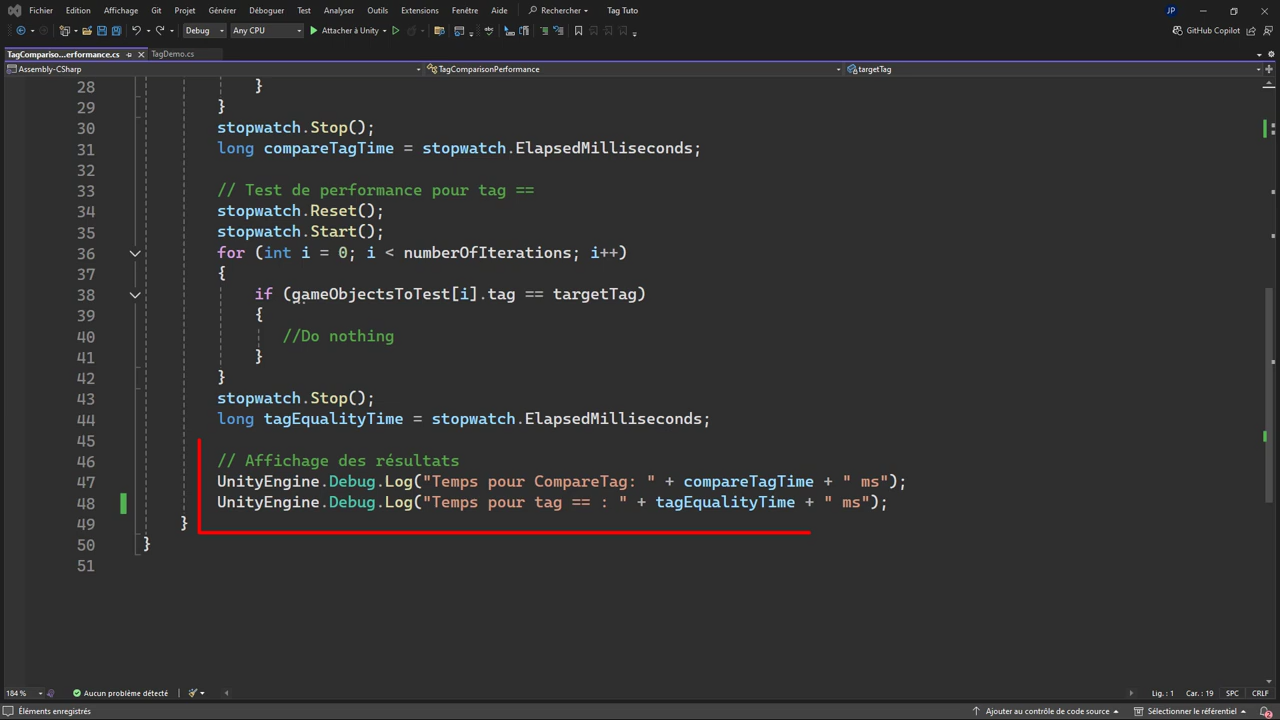 Fichier Edition Affichage Git Projet Générer Déboguer Test Analyser Outils Extensions Fenêtre Aide Rechercher Tag Tuto JP
Debug Any CPU Attacher à Unity GitHub Copilot
TagCompariso...erformance.cs TagDemo.cs
Assembly-CSharp TagComparisonPerformance targetTag
28 }
29 }
30 stopwatch.Stop();
31 long compareTagTime = stopwatch.ElapsedMilliseconds;
32
33 // Test de performance pour tag ==
34 stopwatch.Reset();
35 stopwatch.Start();
36 for (int i = 0; i < numberOfIterations; i++)
37 {
38 if (gameObjectsToTest[i].tag == targetTag)
39 {
40 //Do nothing
41 }
42 }
43 stopwatch.Stop();
44 long tagEqualityTime = stopwatch.ElapsedMilliseconds;
45
46 // Affichage des résultats
47 UnityEngine.Debug.Log("Temps pour CompareTag: " + compareTagTime + " ms");
48 UnityEngine.Debug.Log("Temps pour tag == : " + tagEqualityTime + " ms");
49 }
50 }
51
184 % Aucun problème détecté Lig. : 1 Car. : 19 SPC CRLF
Éléments enregistrés Ajouter au contrôle de code source Sélectionner le référentiel